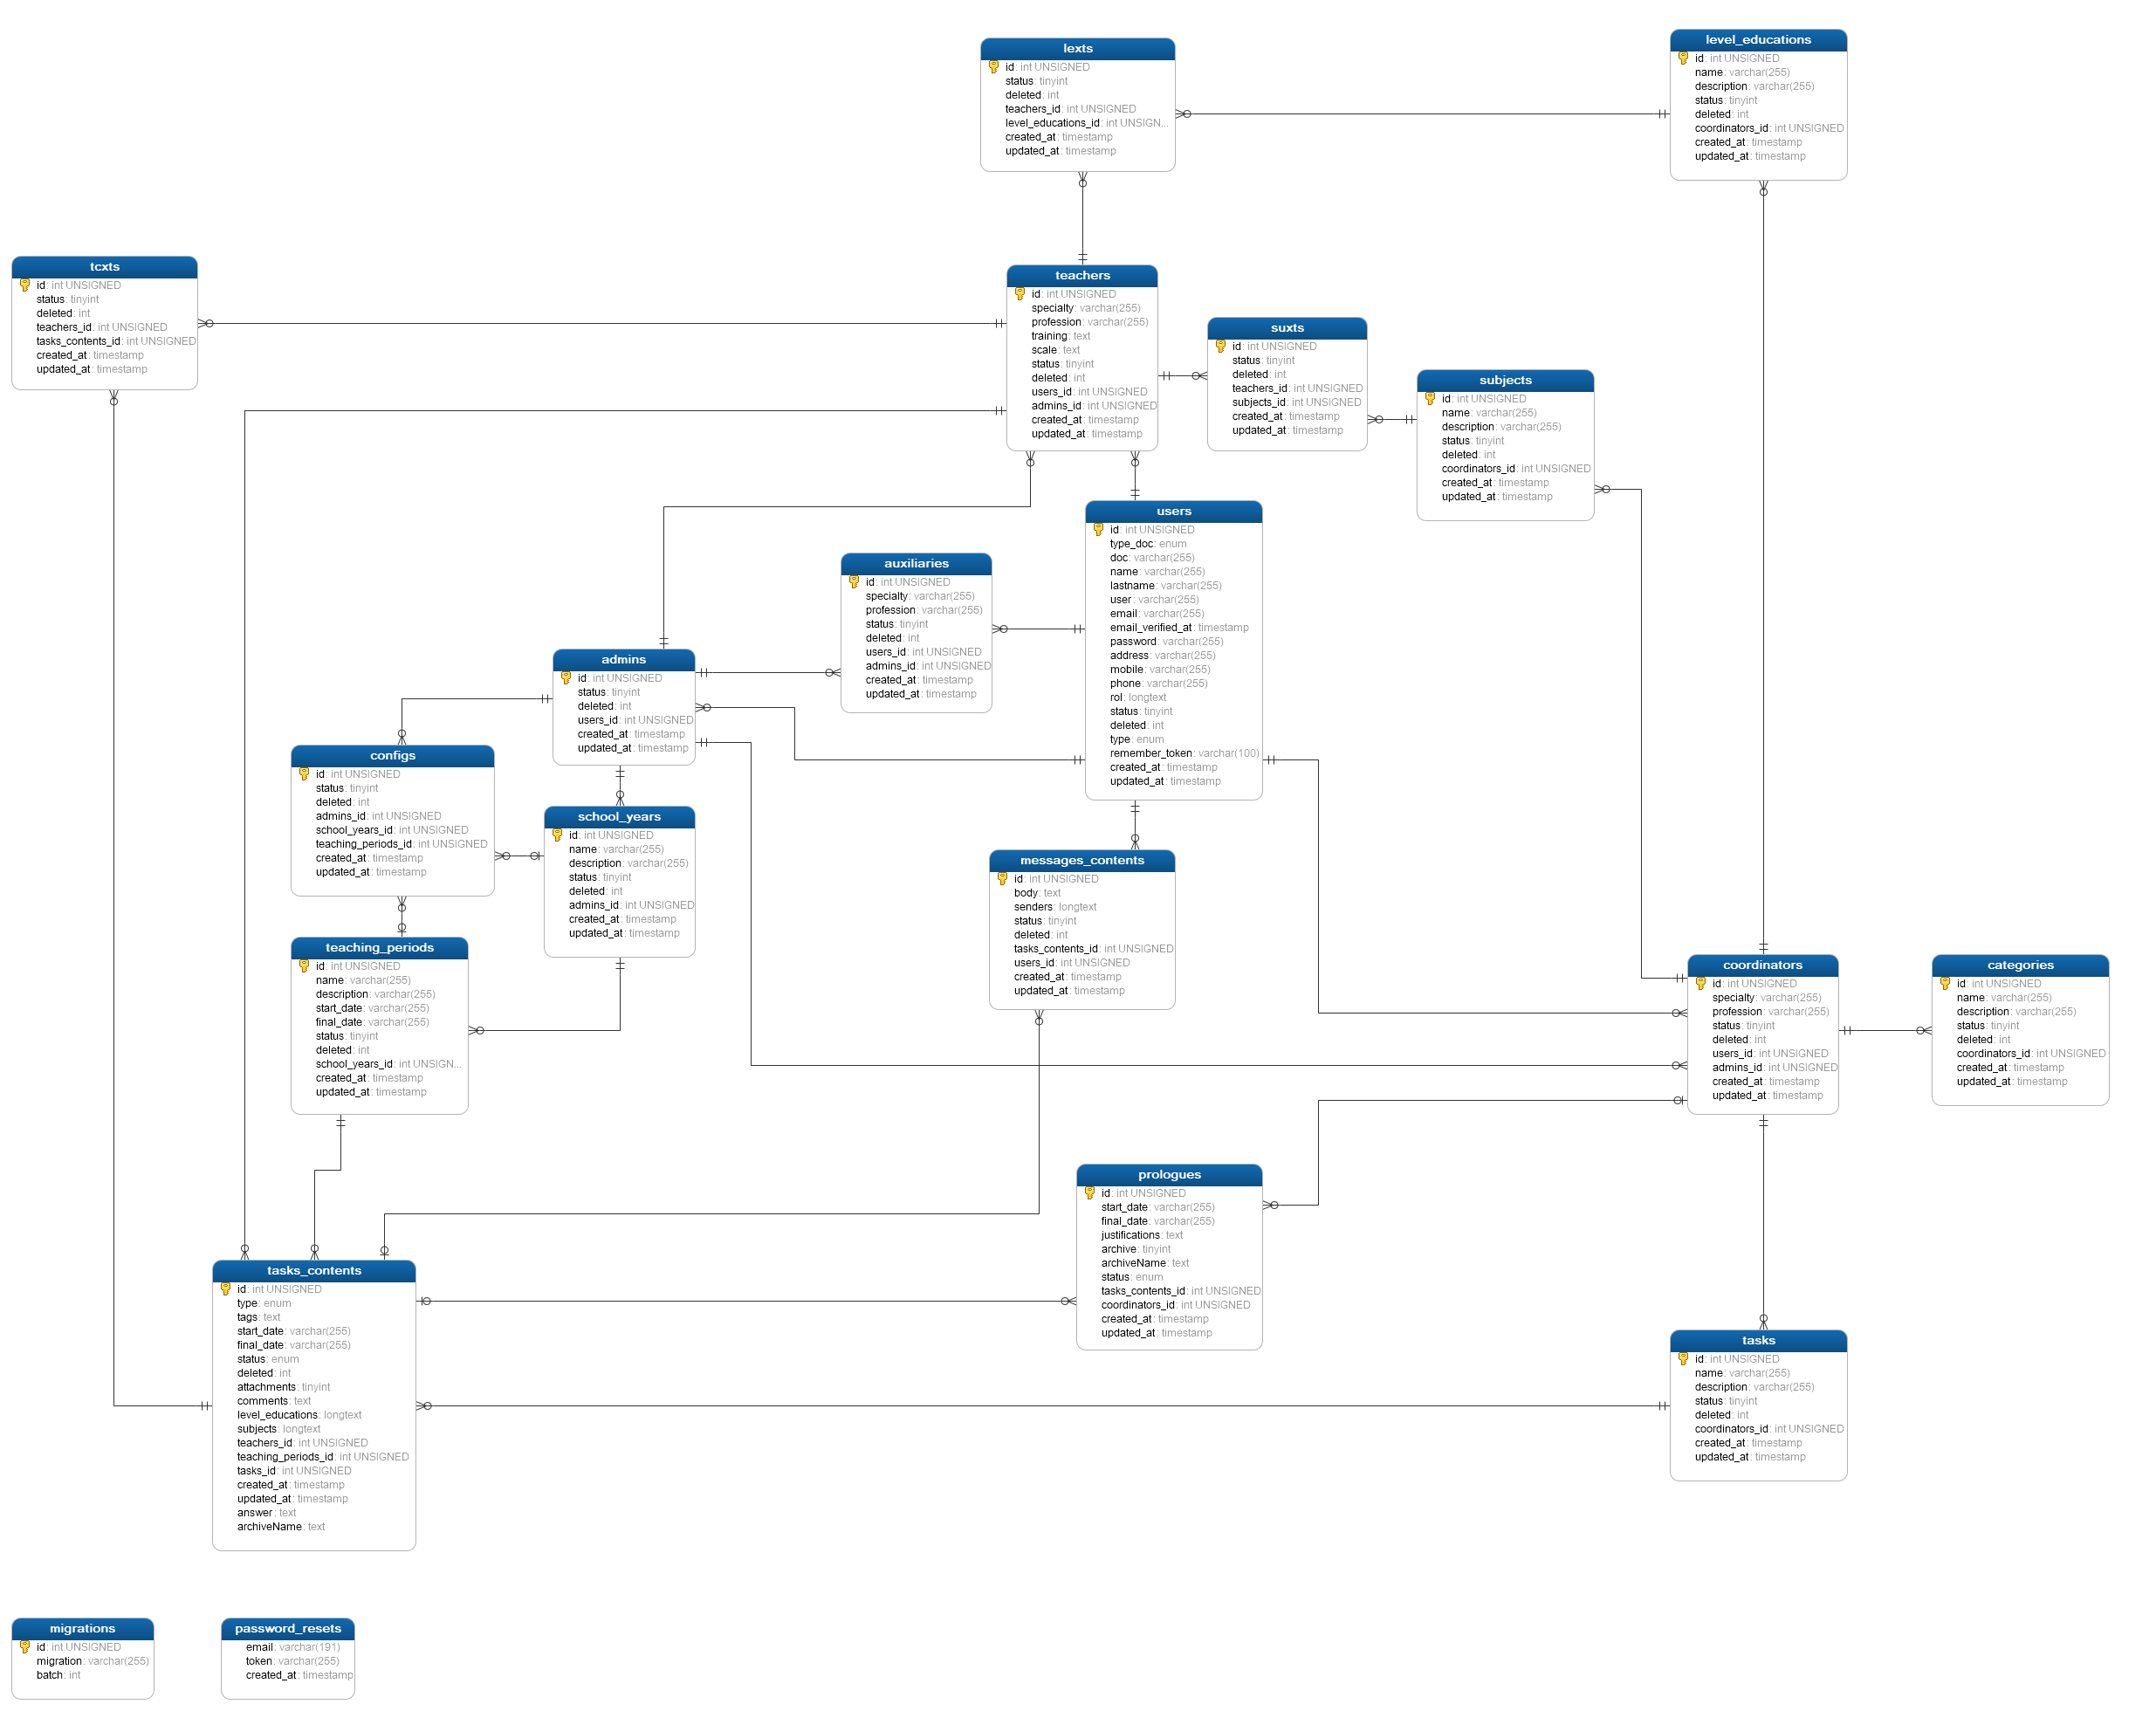 lexts
id: int UNSIGNED
status: tinyint
deleted: int
teachers_id: int UNSIGNED
level_educations_id: int UNSIGN...
created_at: timestamp
updated_at: timestamp
level_educations
id: int UNSIGNED
name: varchar(255)
description: varchar(255)
status: tinyint
deleted: int
coordinators_id: int UNSIGNED
created_at: timestamp
updated_at: timestamp
tcxts
id: int UNSIGNED
status: tinyint
deleted: int
teachers_id: int UNSIGNED
tasks_contents_id: int UNSIGNED
created_at: timestamp
updated_at: timestamp
teachers
id: int UNSIGNED
specialty: varchar(255)
profession: varchar(255)
training: text
scale: text
status: tinyint
deleted: int
users_id: int UNSIGNED
admins_id: int UNSIGNED
created_at: timestamp
updated_at: timestamp
suxts
id: int UNSIGNED
status: tinyint
deleted: int
teachers_id: int UNSIGNED
subjects_id: int UNSIGNED
created_at: timestamp
updated_at: timestamp
subjects
id: int UNSIGNED
name: varchar(255)
description: varchar(255)
status: tinyint
deleted: int
coordinators_id: int UNSIGNED
created_at: timestamp
updated_at: timestamp
users
id: int UNSIGNED
type_doc: enum
doc: varchar(255)
name: varchar(255)
lastname: varchar(255)
user: varchar(255)
email: varchar(255)
email_verified_at: timestamp
password: varchar(255)
address: varchar(255)
mobile: varchar(255)
phone: varchar(255)
rol: longtext
status: tinyint
deleted: int
type: enum
remember_token: varchar(100)
created_at: timestamp
updated_at: timestamp
auxiliaries
id: int UNSIGNED
specialty: varchar(255)
profession: varchar(255)
status: tinyint
deleted: int
users_id: int UNSIGNED
admins_id: int UNSIGNED
created_at: timestamp
updated_at: timestamp
admins
id: int UNSIGNED
status: tinyint
deleted: int
users_id: int UNSIGNED
created_at: timestamp
updated_at: timestamp
configs
id: int UNSIGNED
status: tinyint
deleted: int
admins_id: int UNSIGNED
school_years_id: int UNSIGNED
teaching_periods_id: int UNSIGNED
created_at: timestamp
updated_at: timestamp
school_years
id: int UNSIGNED
name: varchar(255)
description: varchar(255)
status: tinyint
deleted: int
admins_id: int UNSIGNED
created_at: timestamp
updated_at: timestamp
messages_contents
id: int UNSIGNED
body: text
senders: longtext
status: tinyint
deleted: int
tasks_contents_id: int UNSIGNED
users_id: int UNSIGNED
created_at: timestamp
updated_at: timestamp
teaching_periods
id: int UNSIGNED
name: varchar(255)
description: varchar(255)
start_date: varchar(255)
final_date: varchar(255)
status: tinyint
deleted: int
school_years_id: int UNSIGN...
created_at: timestamp
updated_at: timestamp
coordinators
id: int UNSIGNED
specialty: varchar(255)
profession: varchar(255)
status: tinyint
deleted: int
users_id: int UNSIGNED
admins_id: int UNSIGNED
created_at: timestamp
updated_at: timestamp
categories
id: int UNSIGNED
name: varchar(255)
description: varchar(255)
status: tinyint
deleted: int
coordinators_id: int UNSIGNED
created_at: timestamp
updated_at: timestamp
prologues
id: int UNSIGNED
start_date: varchar(255)
final_date: varchar(255)
justifications: text
archive: tinyint
archiveName: text
status: enum
tasks_contents_id: int UNSIGNED
coordinators_id: int UNSIGNED
created_at: timestamp
updated_at: timestamp
tasks_contents
id: int UNSIGNED
type: enum
tags: text
start_date: varchar(255)
final_date: varchar(255)
status: enum
deleted: int
attachments: tinyint
comments: text
level_educations: longtext
subjects: longtext
teachers_id: int UNSIGNED
teaching_periods_id: int UNSIGNED
tasks_id: int UNSIGNED
created_at: timestamp
updated_at: timestamp
answer: text
archiveName: text
tasks
id: int UNSIGNED
name: varchar(255)
description: varchar(255)
status: tinyint
deleted: int
coordinators_id: int UNSIGNED
created_at: timestamp
updated_at: timestamp
migrations
id: int UNSIGNED
migration: varchar(255)
batch: int
password_resets
email: varchar(191)
token: varchar(255)
created_at: timestamp